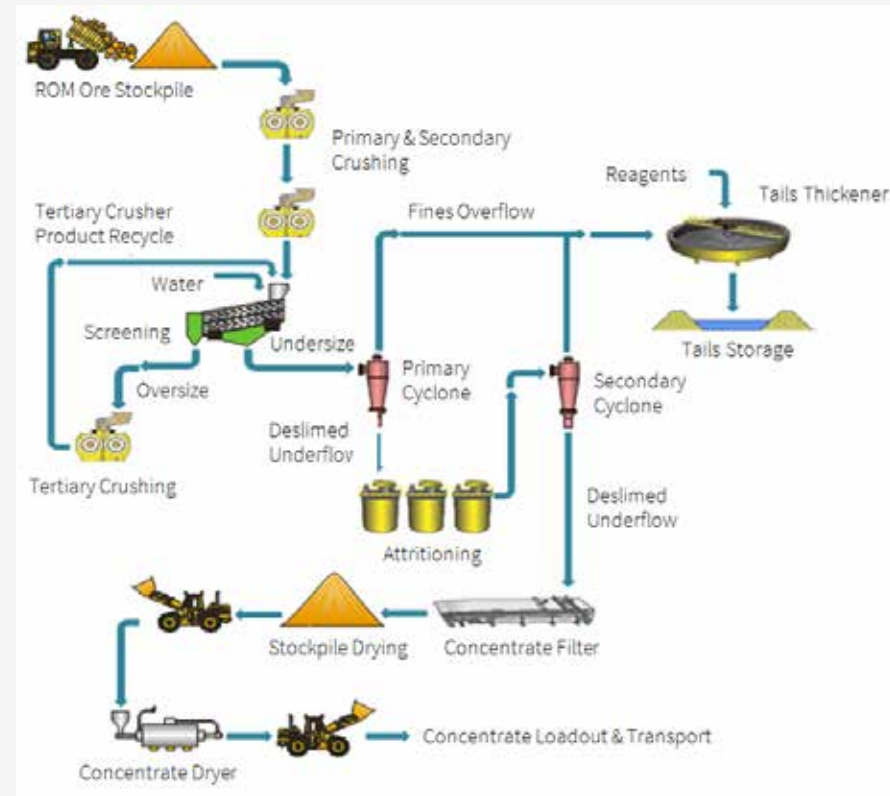 ROM Ore Stockpile
Primary & Secondary
Crushing
Reagents
Tails Thickener
Tertiary Crusher
Product Recycle
Fines Overflow
Water
Screening
Undersize
Tails Storage
Oversize
Primary
Cyclone
Secondary
Cyclone
Deslimed
Underflov
Tertiary Crushing
Deslimed
Underflow
Attritioning
Stockpile Drying
Concentrate Filter
Concentrate Loadout & Transport
Concentrate Dryer